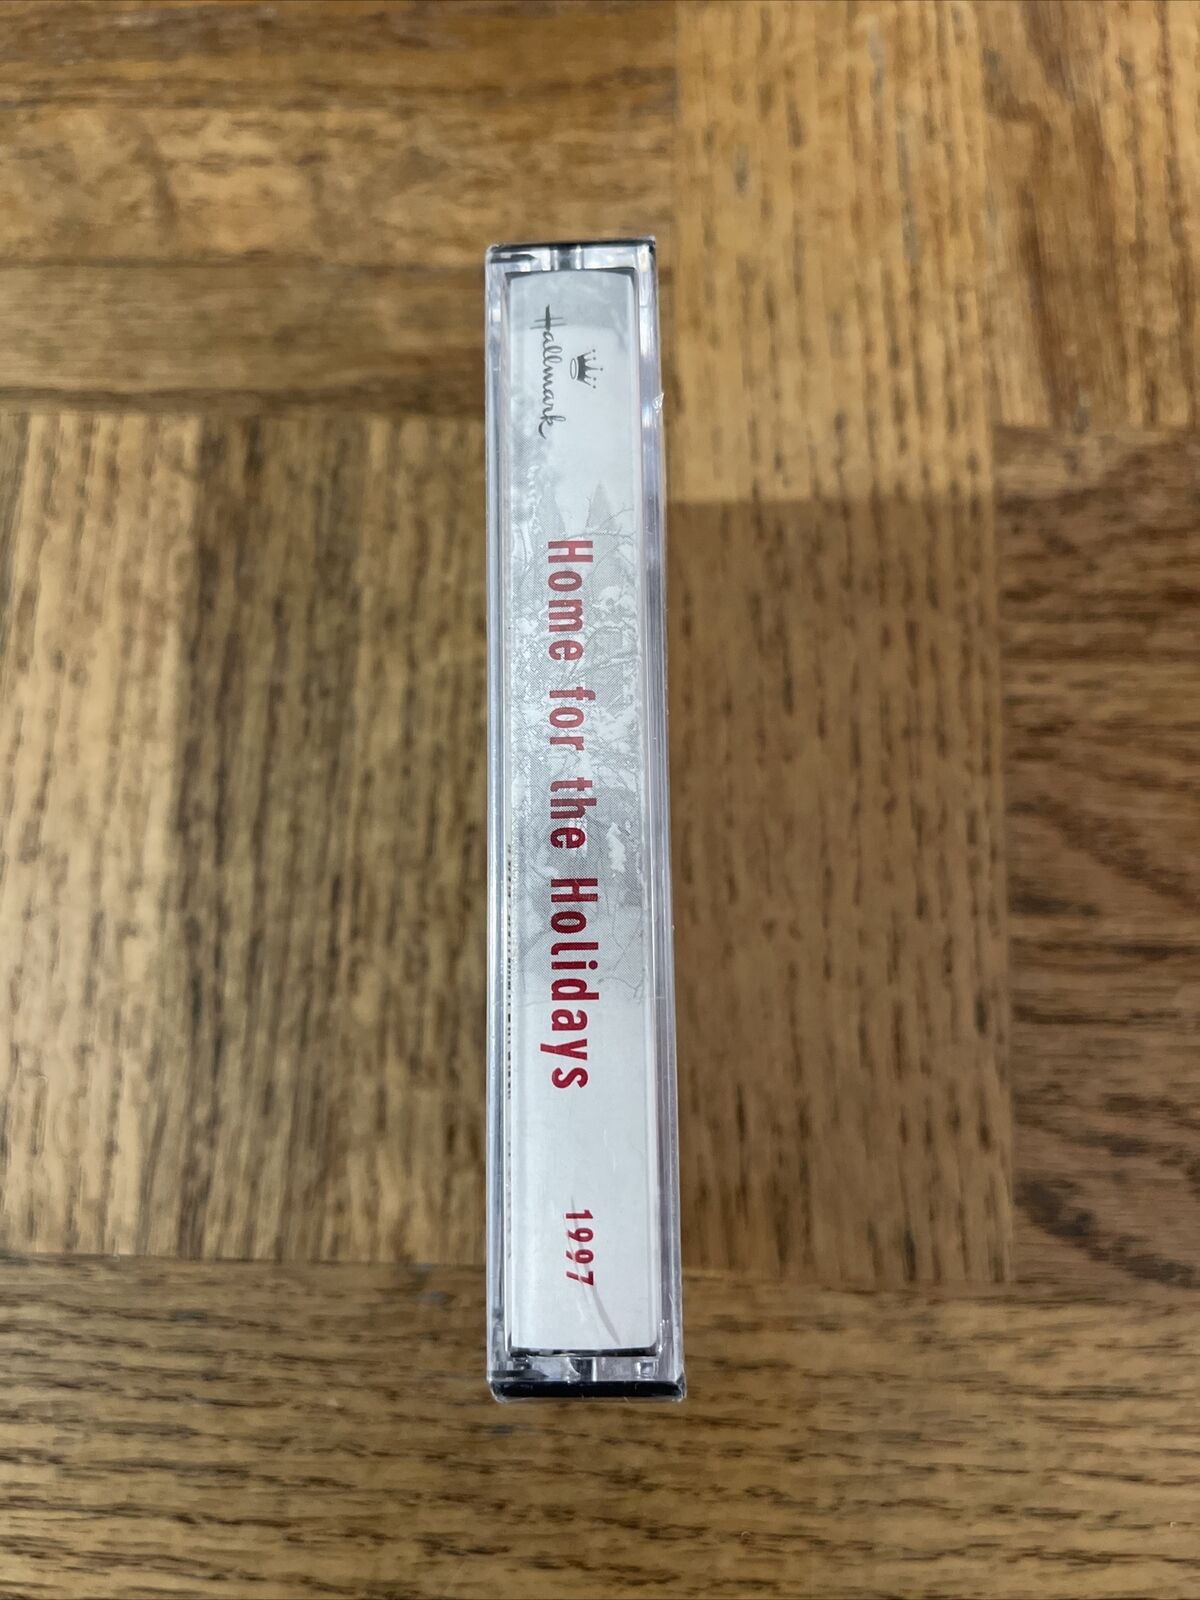 Hallmark
Home for the Holidays
1997